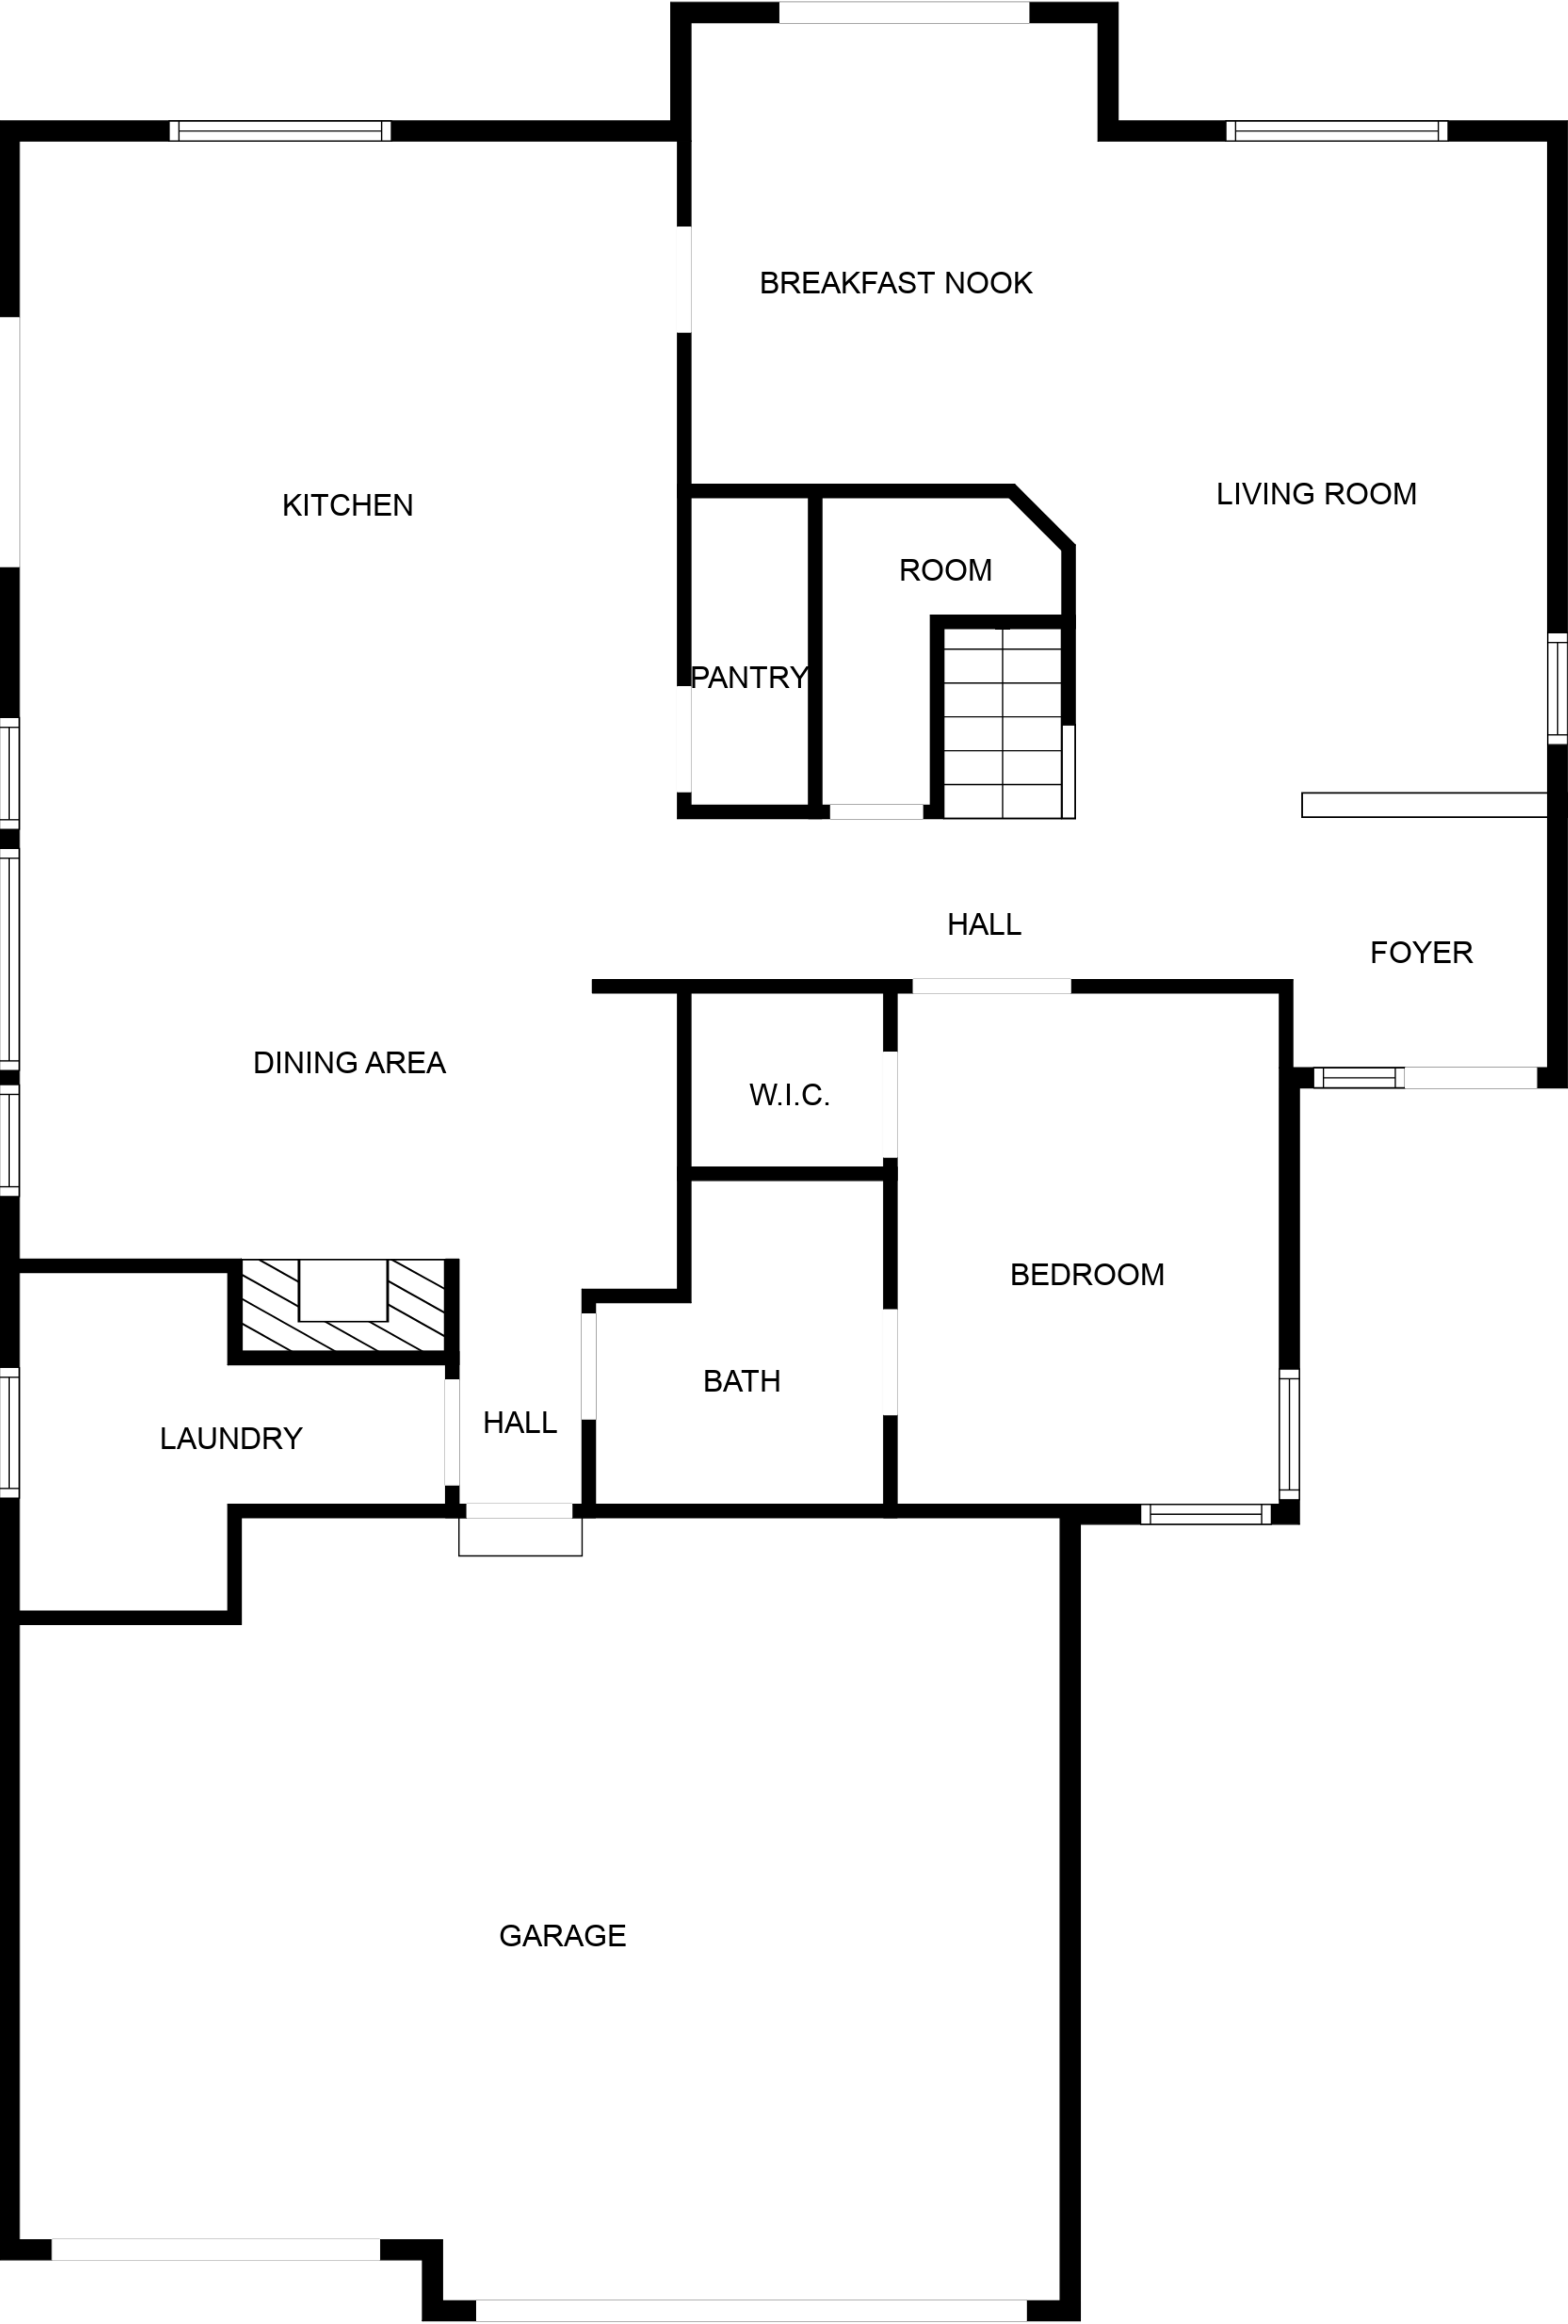 BREAKFAST NOOK
LIVING ROOM
KITCHEN
ROOM
PANTRY
HALL
FOYER
DINING AREA
W.I.C.
BEDROOM
BATH
HALL
LAUNDRY
GARAGE